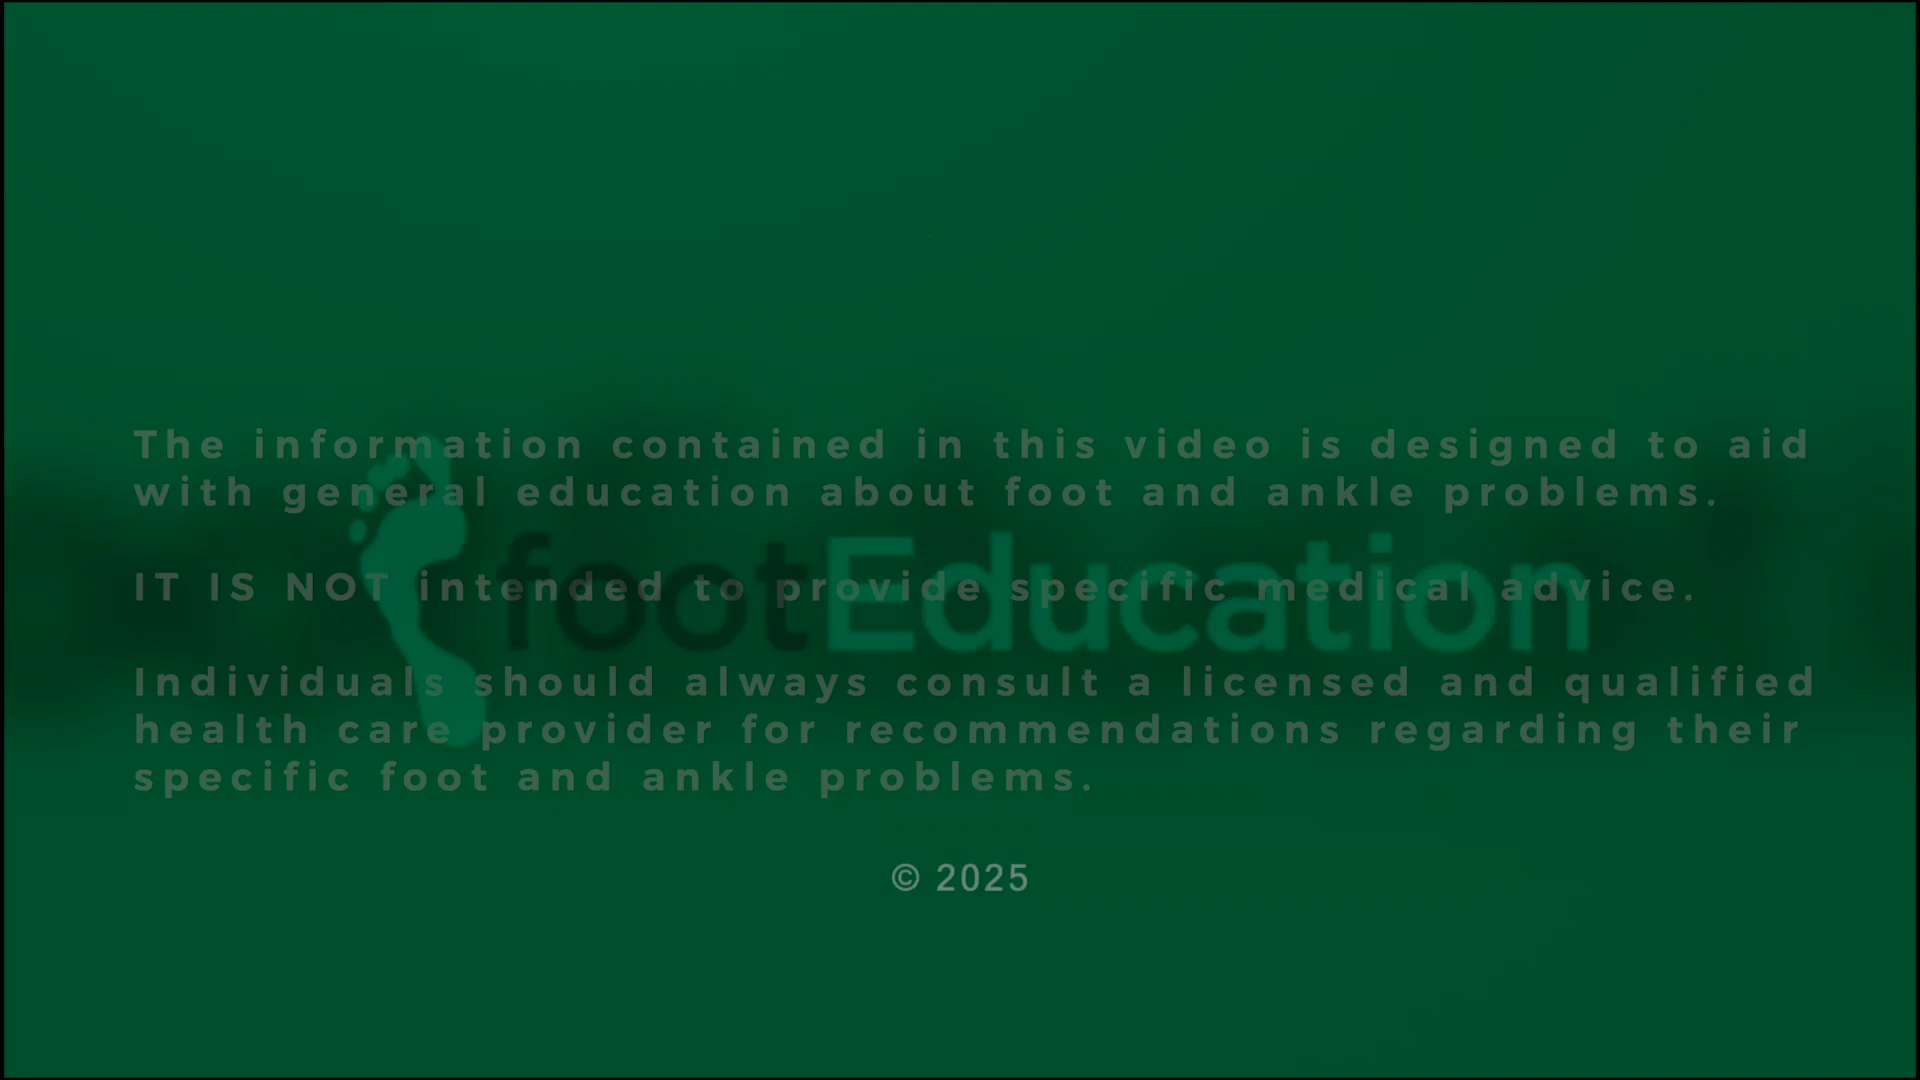 The information contained in this video is designed to aid
with general education about foot and ankle problems.
IT IS NOT intended to provide specific medical advice.
footEducation
Individuals should always consult a licensed and qualified
health care provider for recommendations regarding their
specific foot and ankle problems.
© 2025